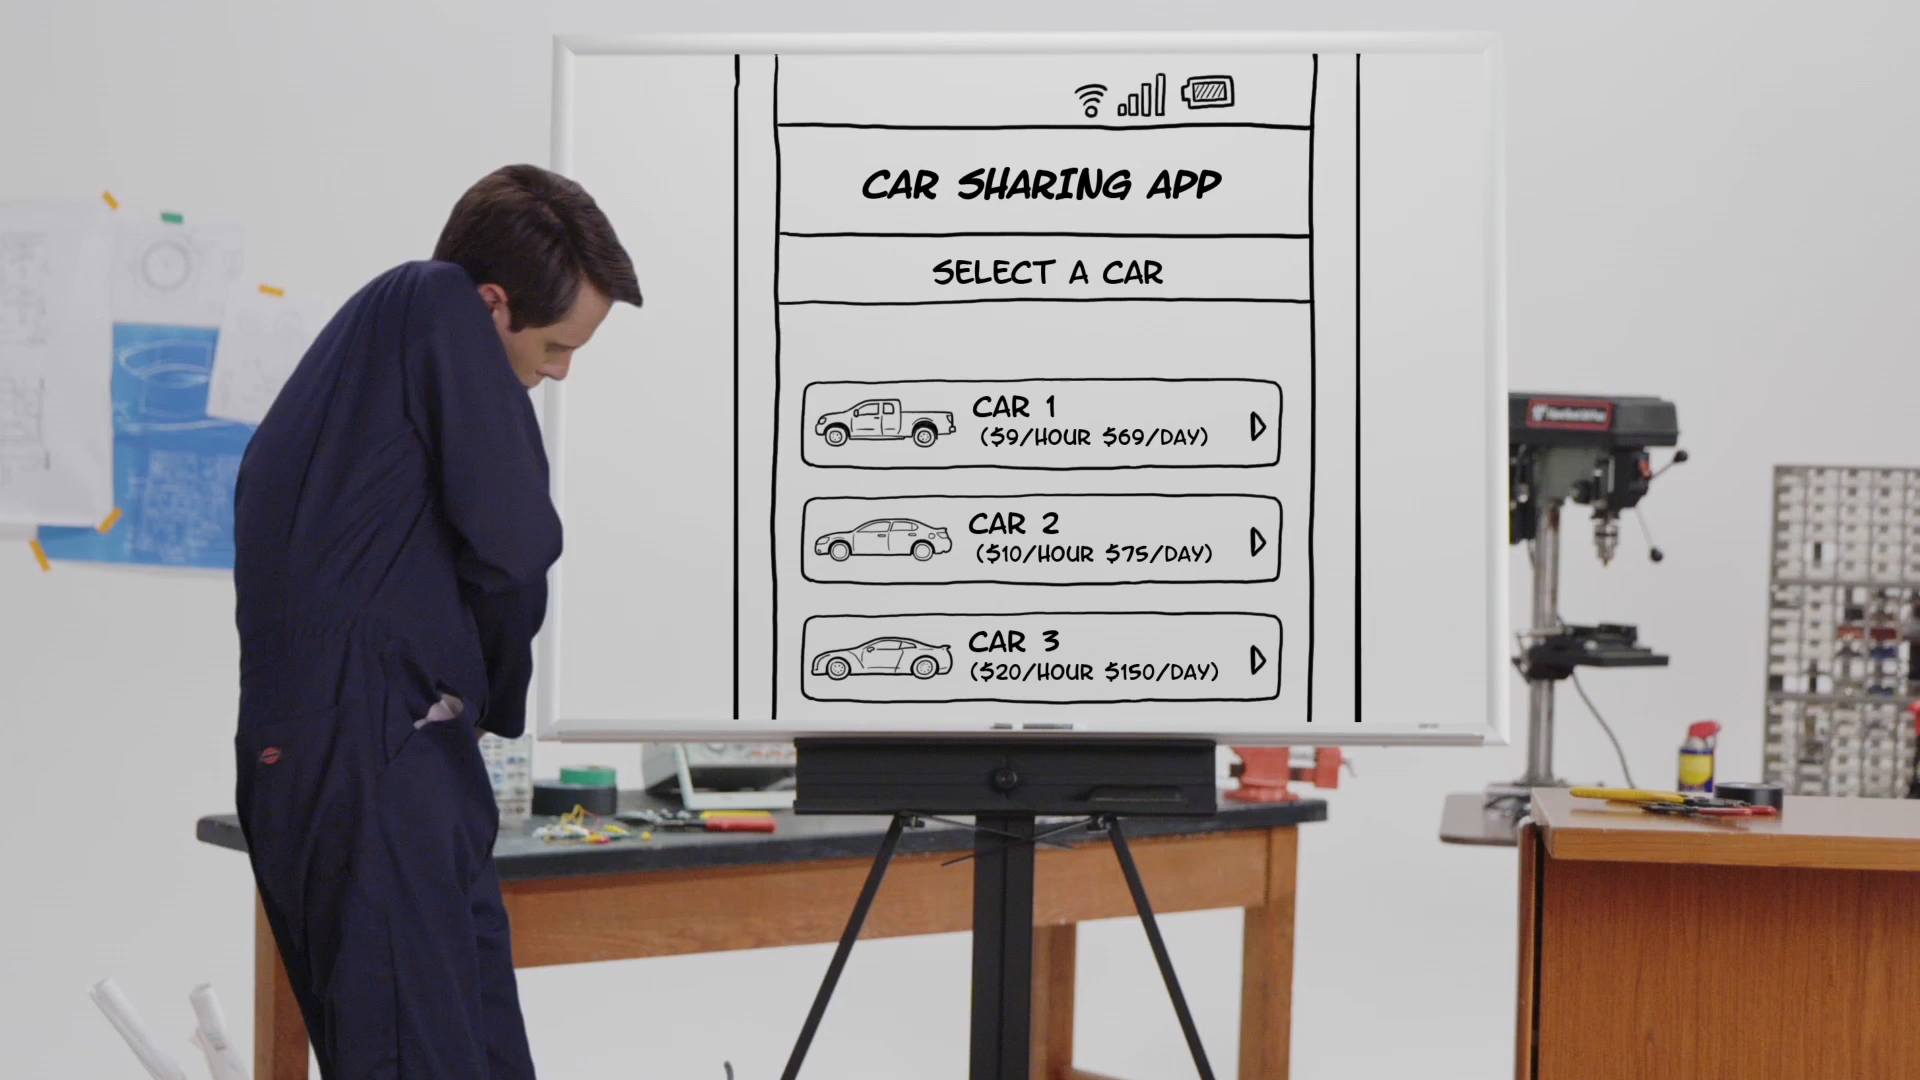 CAR SHARING APP
SELECT A CAR
CAR 1
($9/HOUR $69/DAY)
CAR 2
($10/HOUR $75/DAY)
CAR 3
($20/HOUR $150/DAY)